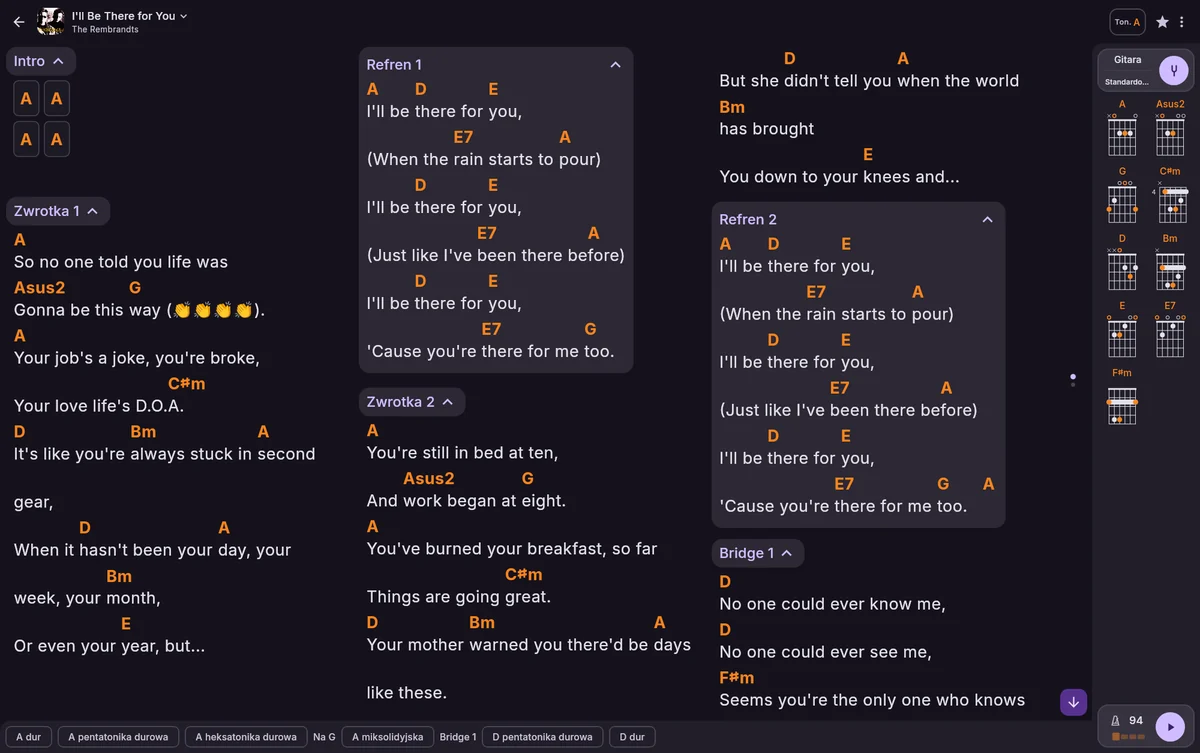 I'll Be There for You
The Rembrandts
Ton. A
Intro
A A
A A
Zwrotka 1
A
So no one told you life was
Asus2 G
Gonna be this way (👏👏👏👏).
A
Your job's a joke, you're broke,
C#m
Your love life's D.O.A.
D Bm A
It's like you're always stuck in second
gear,
D A
When it hasn't been your day, your
Bm
week, your month,
E
Or even your year, but...
Refren 1
A D E
I'll be there for you,
E7 A
(When the rain starts to pour)
D E
I'll be there for you,
E7 A
(Just like I've been there before)
D E
I'll be there for you,
E7 G
'Cause you're there for me too.
Zwrotka 2
A
You're still in bed at ten,
Asus2 G
And work began at eight.
A
You've burned your breakfast, so far
C#m
Things are going great.
D Bm A
Your mother warned you there'd be days
like these.
D A
But she didn't tell you when the world
Bm
has brought
E
You down to your knees and...
Refren 2
A D E
I'll be there for you,
E7 A
(When the rain starts to pour)
D E
I'll be there for you,
E7 A
(Just like I've been there before)
D E
I'll be there for you,
E7 G A
'Cause you're there for me too.
Bridge 1
D
No one could ever know me,
D
No one could ever see me,
F#m
Seems you're the only one who knows
Gitara
Standardo...
A Asus2
G C#m
4
D Bm
E E7
F#m
94
A dur A pentatonika durowa A heksatonika durowa Na G A miksolidyjska Bridge 1 D pentatonika durowa D dur